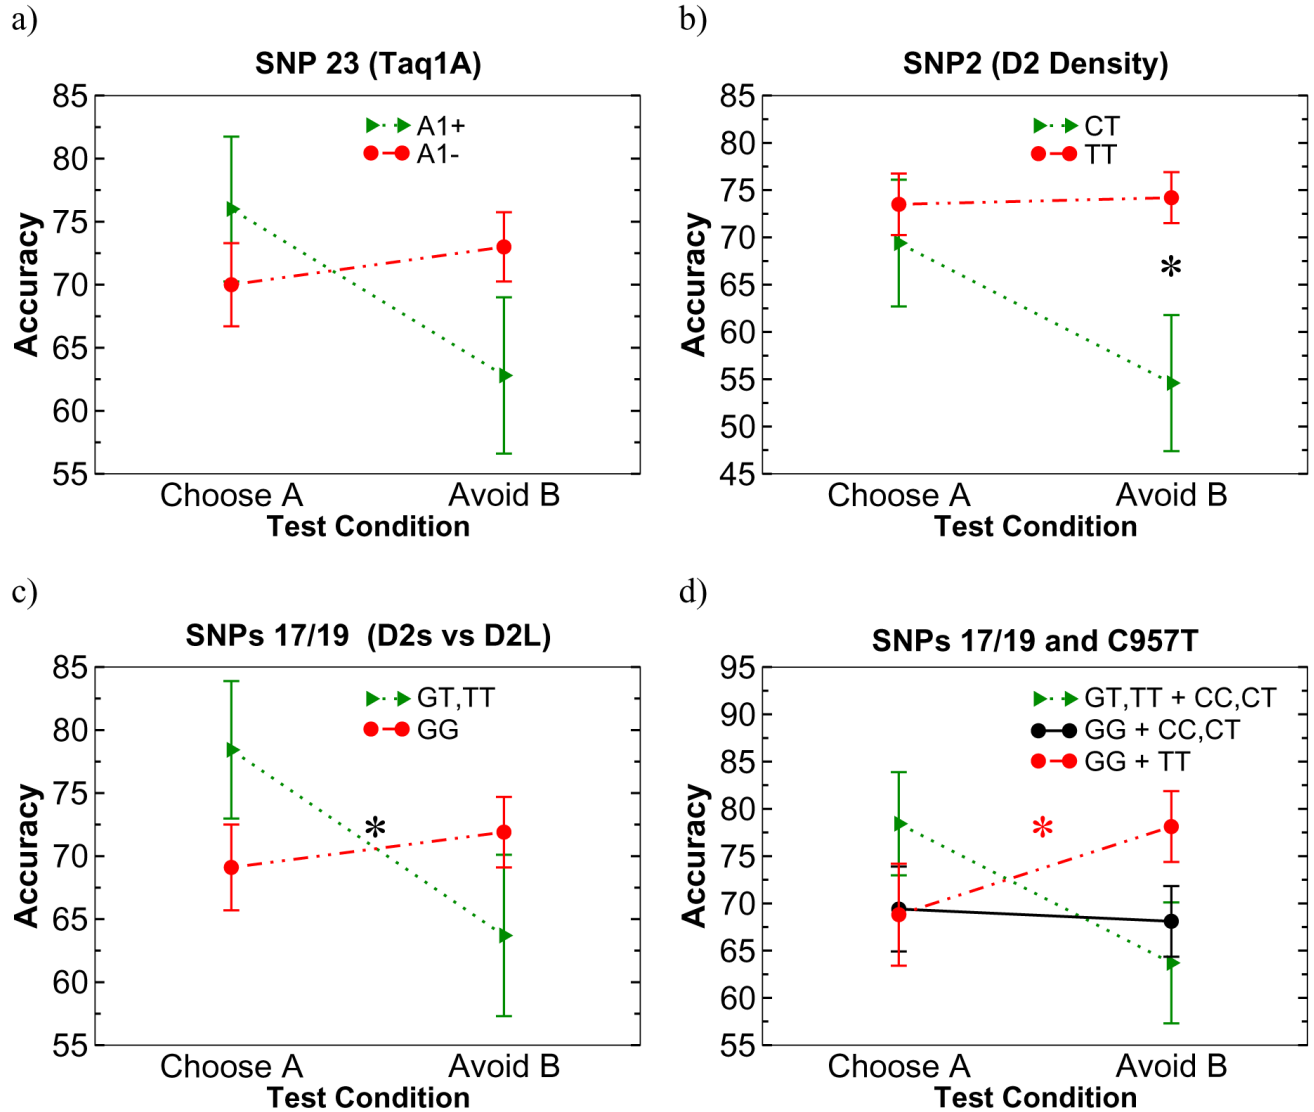 a)
SNP 23 (Taq1A)
85
80
75
70
65
60
55
Accuracy
A1+
A1-
Choose A
Avoid B
Test Condition
b)
SNP2 (D2 Density)
85
80
75
70
65
60
55
50
45
Accuracy
CT
TT
*
Choose A
Avoid B
Test Condition
c)
SNPs 17/19 (D2s vs D2L)
85
80
75
70
65
60
55
Accuracy
GT,TT
GG
*
Choose A
Avoid B
Test Condition
d)
SNPs 17/19 and C957T
95
90
85
80
75
70
65
60
55
Accuracy
GT,TT + CC,CT
GG + CC,CT
GG + TT
*
Choose A
Avoid B
Test Condition